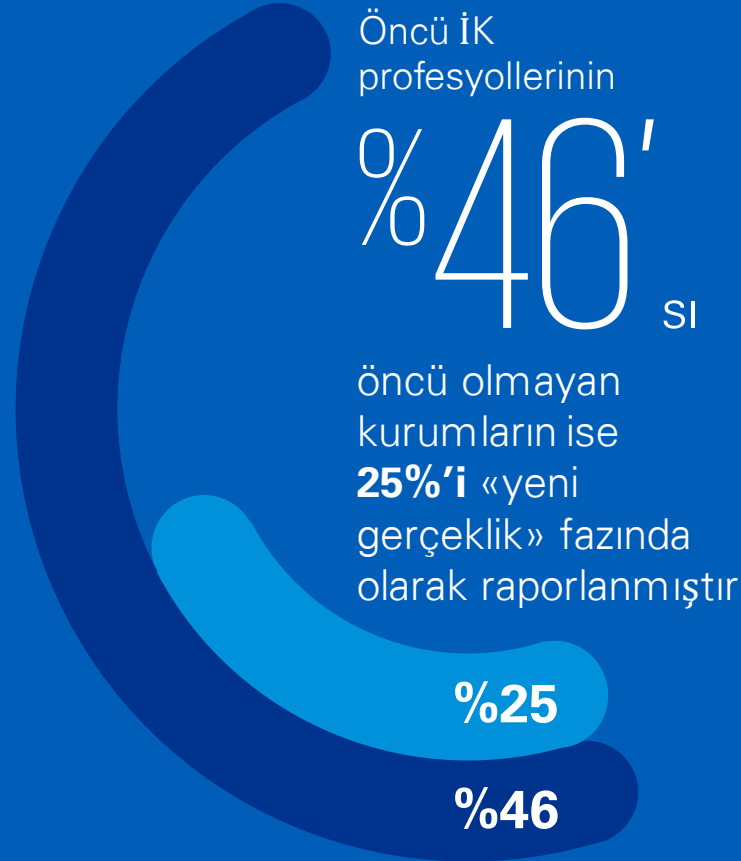 Öncü İK
profesyollerinin
%46'sı
öncü olmayan
kurumların ise
25%'i «yeni
gerçeklik» fazında
olarak raporlanmıştır
%25
%46